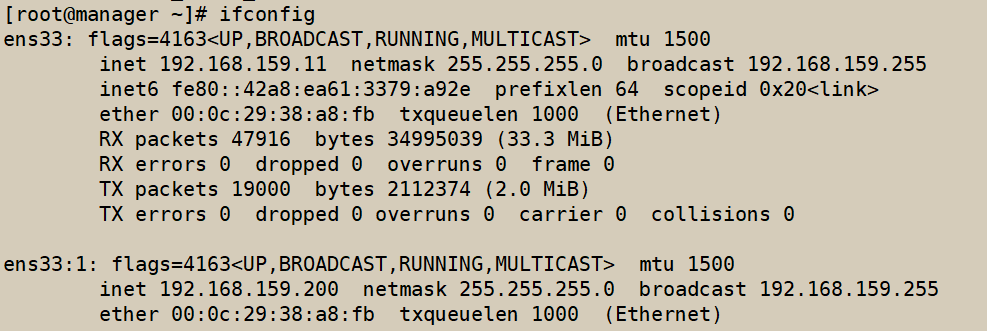 [root@manager ~]# ifconfig
ens33: flags=4163<UP,BROADCAST,RUNNING,MULTICAST>  mtu 1500
        inet 192.168.159.11  netmask 255.255.255.0  broadcast 192.168.159.255
        inet6 fe80::42a8:ea61:3379:a92e  prefixlen 64  scopeid 0x20<link>
        ether 00:0c:29:38:a8:fb  txqueuelen 1000  (Ethernet)
        RX packets 47916  bytes 34995039 (33.3 MiB)
        RX errors 0  dropped 0  overruns 0  frame 0
        TX packets 19000  bytes 2112374 (2.0 MiB)
        TX errors 0  dropped 0 overruns 0  carrier 0  collisions 0

ens33:1: flags=4163<UP,BROADCAST,RUNNING,MULTICAST>  mtu 1500
        inet 192.168.159.200  netmask 255.255.255.0  broadcast 192.168.159.255
        ether 00:0c:29:38:a8:fb  txqueuelen 1000  (Ethernet)